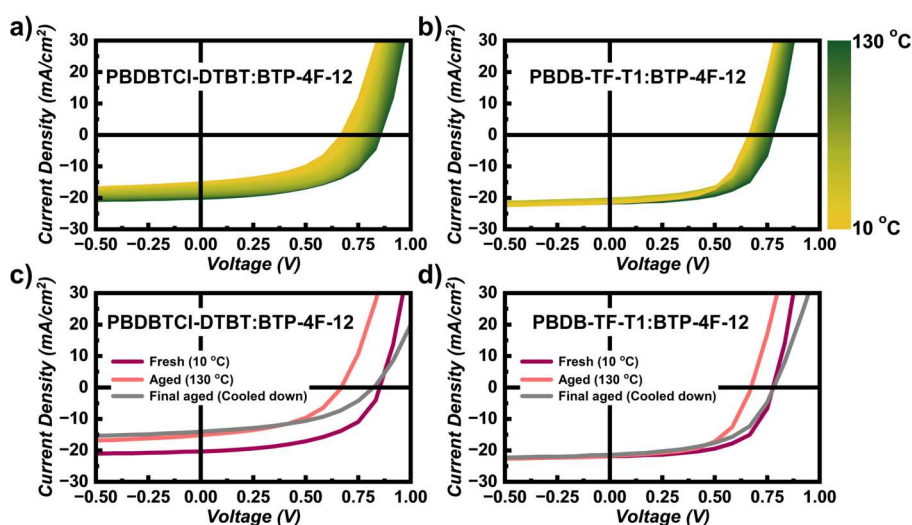 a)
30
20
10
0
−10
−20
−30
Current Density (mA/cm²)
PBDBTCl-DTBT:BTP-4F-12
−0.50 −0.25 0.00 0.25 0.50 0.75 1.00
Voltage (V)
b)
30
20
10
0
−10
−20
−30
Current Density (mA/cm²)
PBDB-TF-T1:BTP-4F-12
−0.50 −0.25 0.00 0.25 0.50 0.75 1.00
Voltage (V)
130 °C
10 °C
c)
30
20
10
0
−10
−20
−30
Current Density (mA/cm²)
PBDBTCl-DTBT:BTP-4F-12
Fresh (10 °C)
Aged (130 °C)
Final aged (Cooled down)
−0.50 −0.25 0.00 0.25 0.50 0.75 1.00
Voltage (V)
d)
30
20
10
0
−10
−20
−30
Current Density (mA/cm²)
PBDB-TF-T1:BTP-4F-12
Fresh (10 °C)
Aged (130 °C)
Final aged (Cooled down)
−0.50 −0.25 0.00 0.25 0.50 0.75 1.00
Voltage (V)